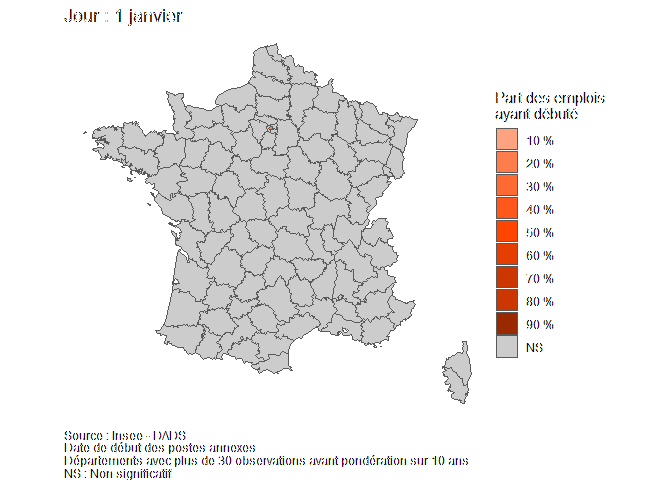 Jour : 1 janvier
Part des emplois
ayant débuté
10 %
20 %
30 %
40 %
50 %
60 %
70 %
80 %
90 %
NS
Source : Insee - DADS
Date de début des postes annexes
Départements avec plus de 30 observations avant pondération sur 10 ans
NS : Non significatif